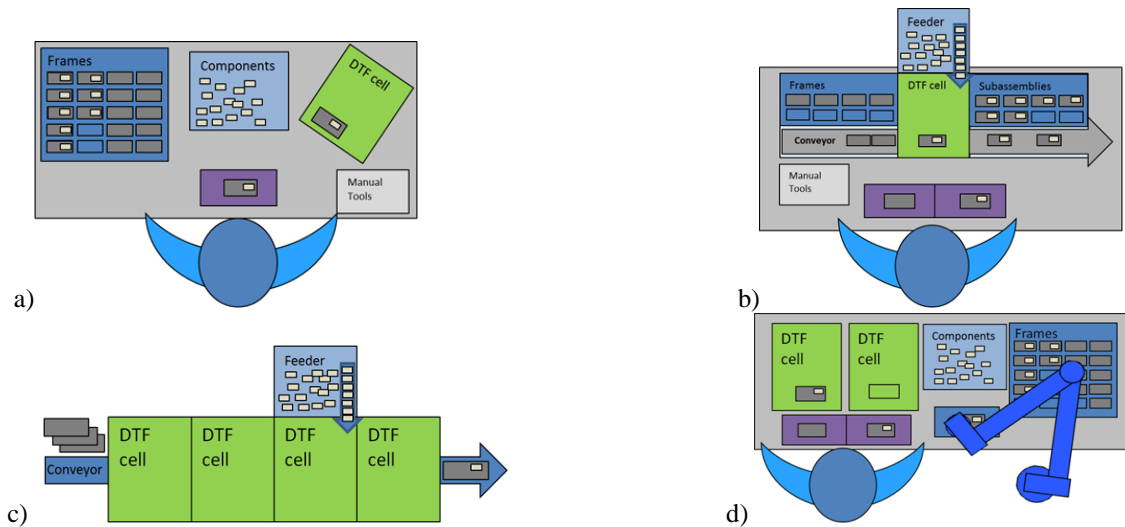 Frames
Components
DTF
cell
Manual
Tools
a)
Feeder
Frames
DTF cell
Subassemblies
Conveyor
Manual
Tools
b)
Feeder
Conveyor
DTF
cell
DTF
cell
DTF
cell
DTF
cell
c)
DTF
cell
DTF
cell
Components
Frames
d)